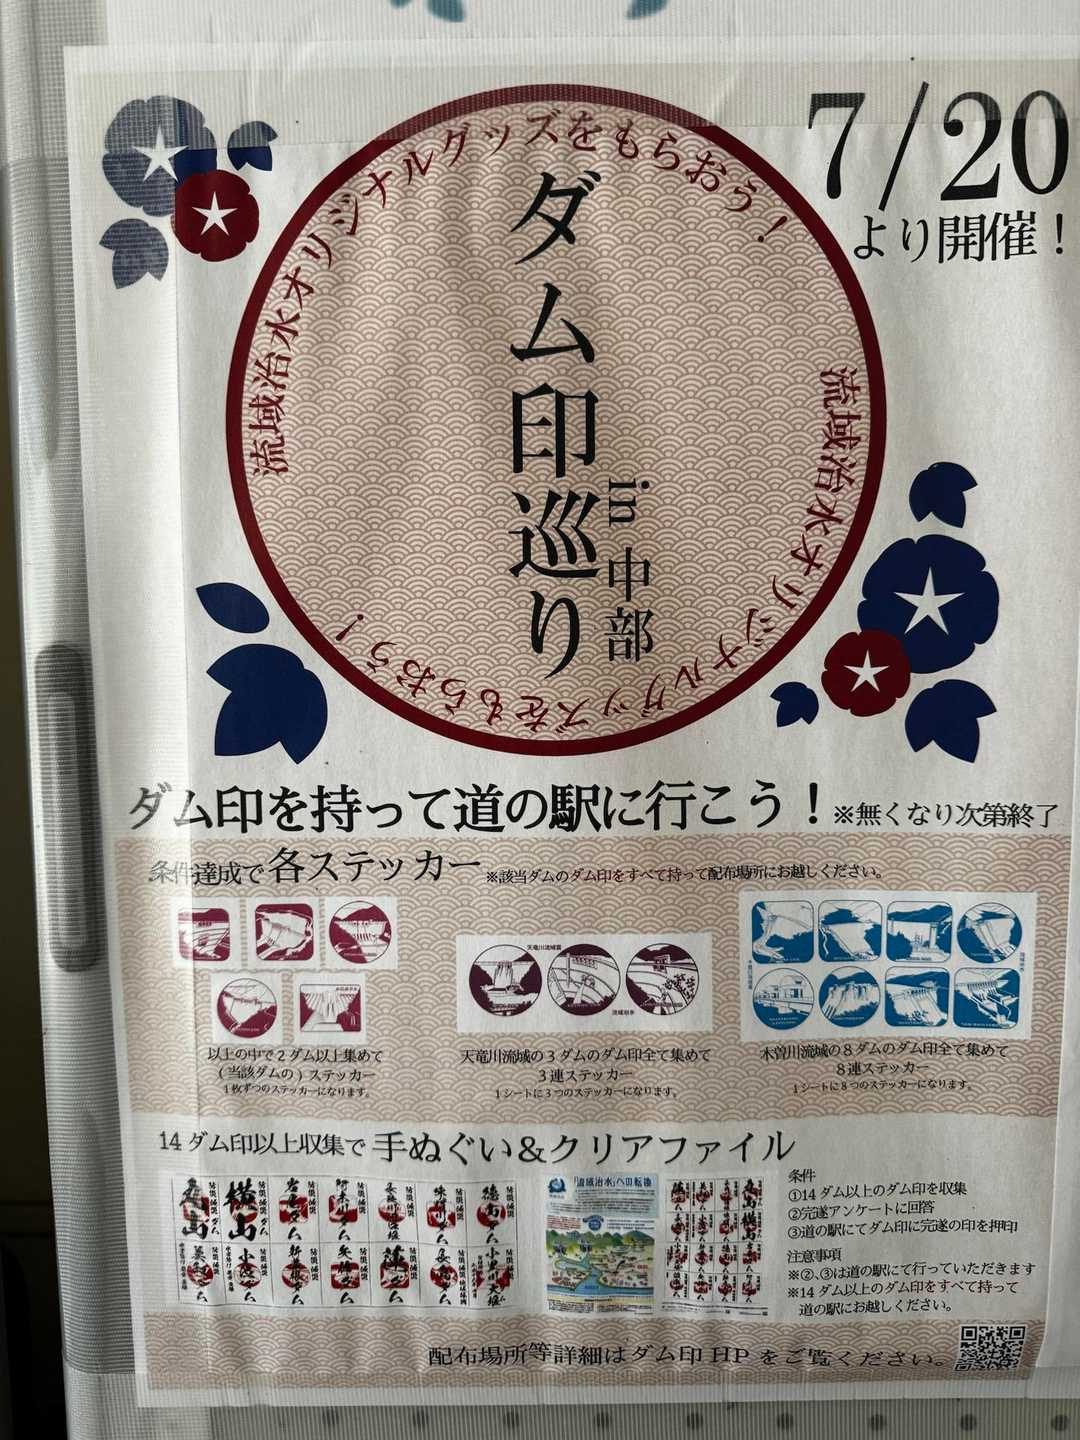 7/20
より開催！
流域治水オリジナルグッズをもらおう！
流域治水オリジナルグッズをもらおう！
ダム印巡り
in 中部
ダム印を持って道の駅に行こう！※無くなり次第終了
条件達成で各ステッカー※該当ダムのダム印をすべて持って配布場所にお越しください。
以上の中で２ダム以上集めて
（当該ダムの）ステッカー
１枚ずつのステッカーになります。
天竜川流域の３ダムのダム印全て集めて
３連ステッカー
１シートに３つのステッカーになります。
木曽川流域の８ダムのダム印全て集めて
８連ステッカー
１シートに８つのステッカーになります。
14 ダム印以上収集で 手ぬぐい＆クリアファイル
丸山
横山
「流域治水」への転換
条件
①14 ダム以上のダム印を収集
②完遂アンケートに回答
③道の駅にてダム印に完遂の印を押印
注意事項
※②、③は道の駅にて行っていただきます
※14 ダム以上のダム印をすべて持って
道の駅にお越しください。
配布場所等詳細はダム印 HP をご覧ください。